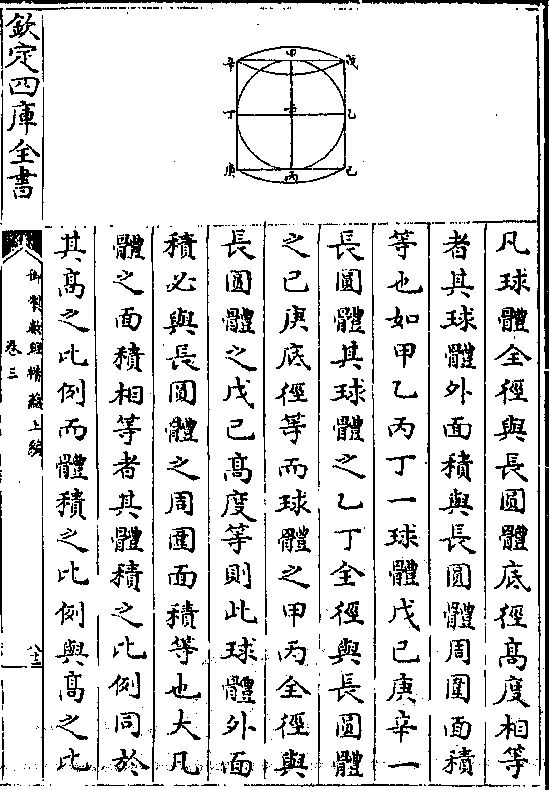 凡球體全徑與長圓體底徑高度相等
者其球體外面積與長圓體周圍面積
等也如甲乙丙丁一球體戊己庚辛一
長圓體其球體之乙丁全徑與長圓體
之己庚底徑等而球體之甲丙全徑與
長圓體之戊己高度等則此球體外面
積必與長圓體之周圍面積等也大凡
體之面積相等者其體積之比例同於
其高之比例而體積之比例與高之比
欽定四庫全書
御製數理精蘊上編
卷三
甲
戊
辛
乙
丁
己
丙
庚